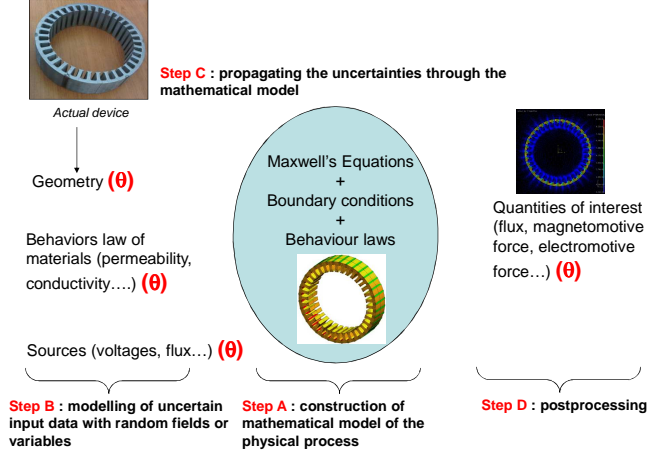 Step C : propagating the uncertainties through the
mathematical model
Actual device
Geometry (θ)
Behaviors law of
materials (permeability,
conductivity….) (θ)
Sources (voltages, flux…) (θ)
Maxwell's Equations
+
Boundary conditions
+
Behaviour laws
Quantities of interest
(flux, magnetomotive
force, electromotive
force…) (θ)
Step B : modelling of uncertain
input data with random fields or
variables
Step A : construction of
mathematical model of the
physical process
Step D : postprocessing